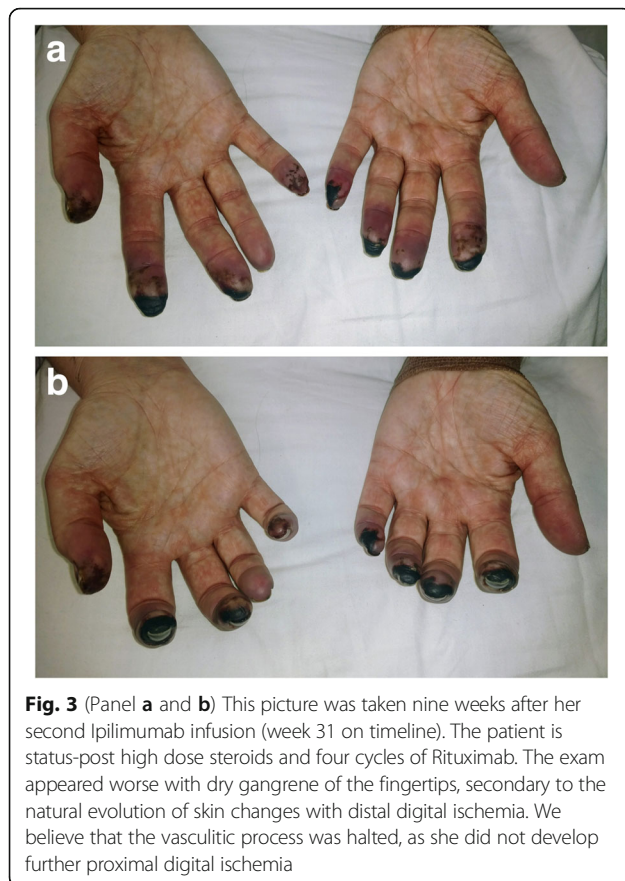 a
b
Fig. 3 (Panel a and b) This picture was taken nine weeks after her
second Ipilimumab infusion (week 31 on timeline). The patient is
status-post high dose steroids and four cycles of Rituximab. The exam
appeared worse with dry gangrene of the fingertips, secondary to the
natural evolution of skin changes with distal digital ischemia. We
believe that the vasculitic process was halted, as she did not develop
further proximal digital ischemia